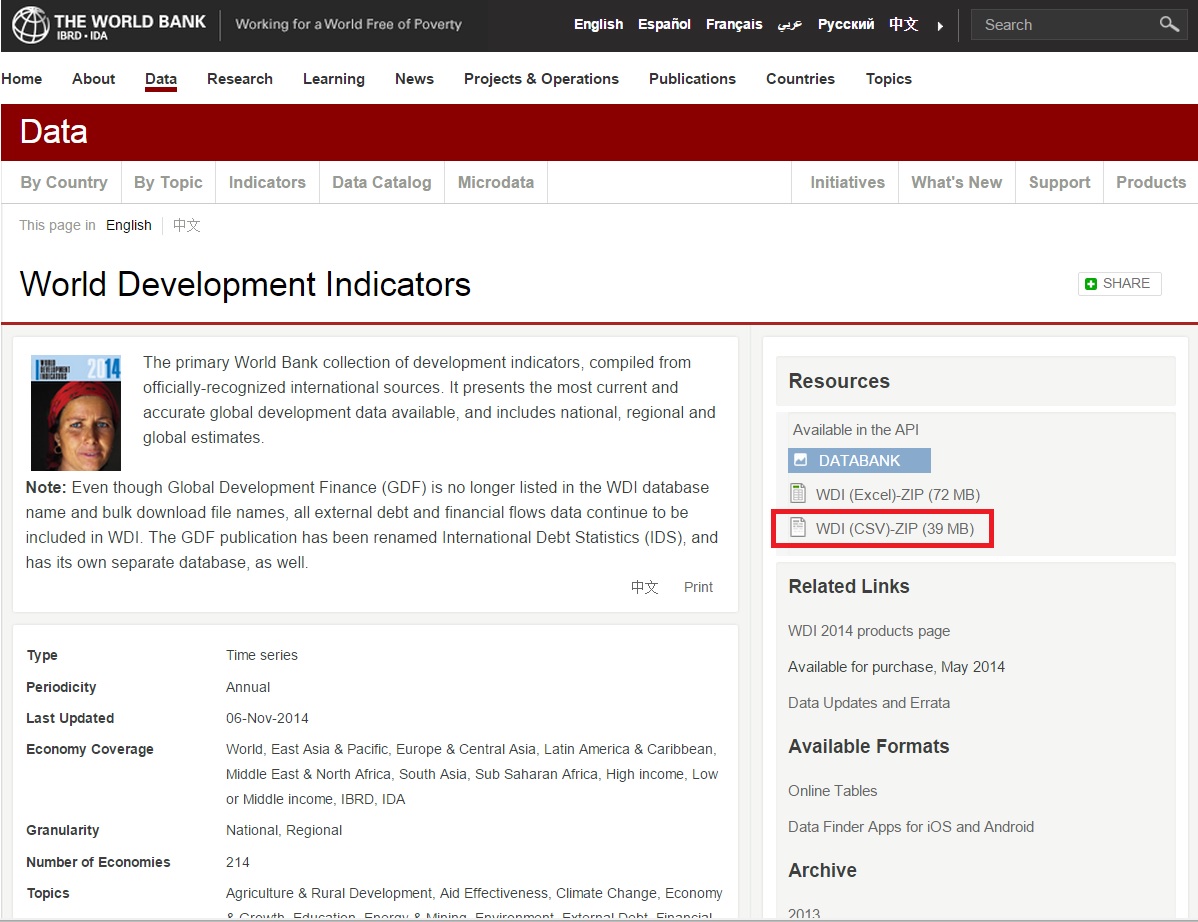 THE WORLD BANK
IBRD • IDA
Working for a World Free of Poverty
English Español Français عربي Русский 中文
Search
Home About Data Research Learning News Projects & Operations Publications Countries Topics
Data
By Country By Topic Indicators Data Catalog Microdata Initiatives What's New Support Products
This page in English 中文
World Development Indicators
SHARE
WORLD DEVELOPMENT INDICATORS 2014
The primary World Bank collection of development indicators, compiled from
officially-recognized international sources. It presents the most current and
accurate global development data available, and includes national, regional and
global estimates.
Note: Even though Global Development Finance (GDF) is no longer listed in the WDI database
name and bulk download file names, all external debt and financial flows data continue to be
included in WDI. The GDF publication has been renamed International Debt Statistics (IDS), and
has its own separate database, as well.
中文 Print
Type Time series
Periodicity Annual
Last Updated 06-Nov-2014
Economy Coverage World, East Asia & Pacific, Europe & Central Asia, Latin America & Caribbean,
Middle East & North Africa, South Asia, Sub Saharan Africa, High income, Low
or Middle income, IBRD, IDA
Granularity National, Regional
Number of Economies 214
Topics Agriculture & Rural Development, Aid Effectiveness, Climate Change, Economy
& Growth, Education, Energy & Mining, Environment, External Debt, Financial
Resources
Available in the API
DATABANK
WDI (Excel)-ZIP (72 MB)
WDI (CSV)-ZIP (39 MB)
Related Links
WDI 2014 products page
Available for purchase, May 2014
Data Updates and Errata
Available Formats
Online Tables
Data Finder Apps for iOS and Android
Archive
2013